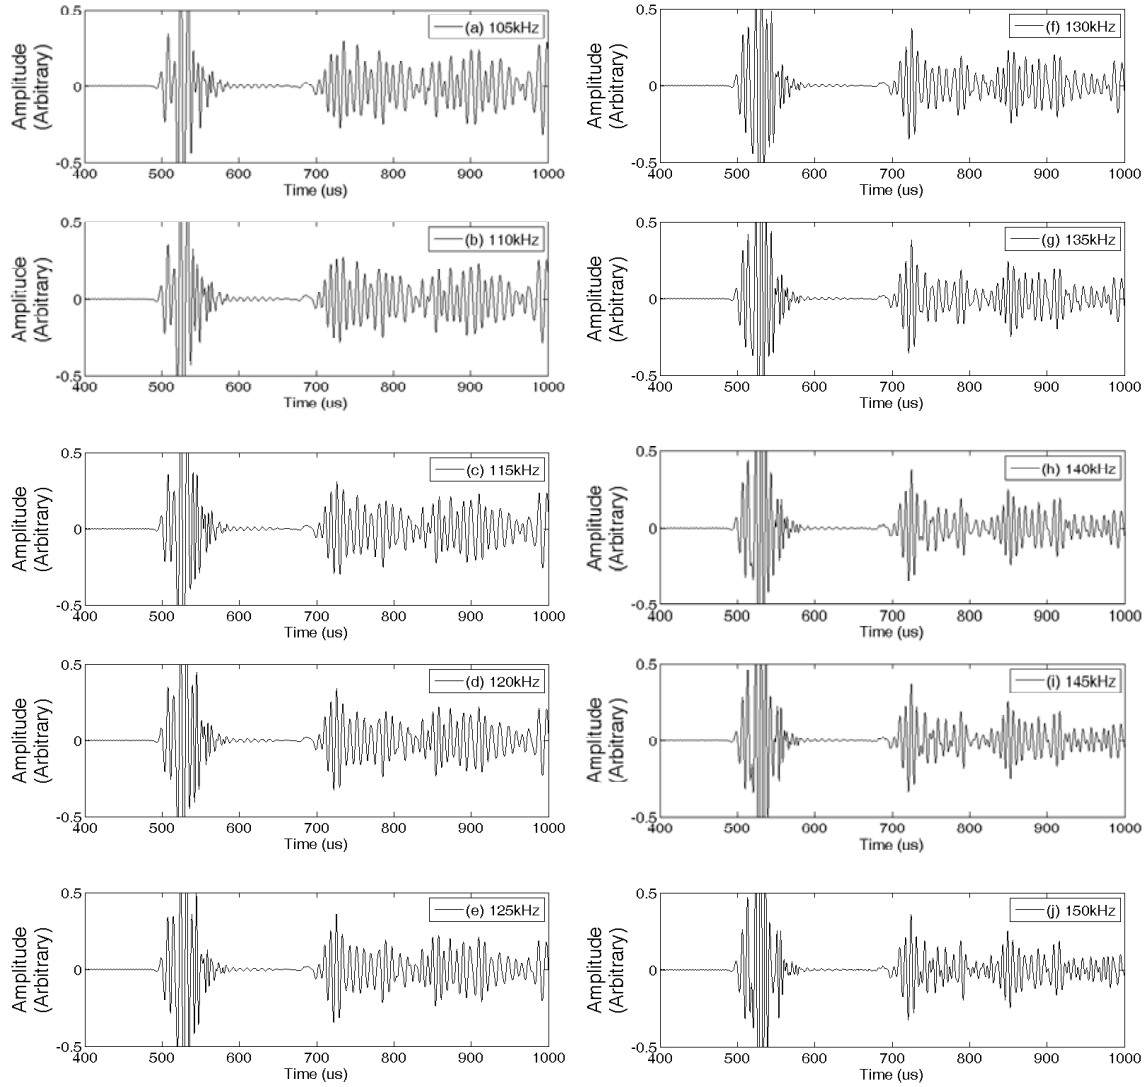 0.5
(a) 105kHz
Amplitude
(Arbitrary)
0
-0.5
400 500 600 700 800 900 1000
Time (us)
0.5
(b) 110kHz
Amplitude
(Arbitrary)
0
-0.5
400 500 600 700 800 900 1000
Time (us)
0.5
(c) 115kHz
Amplitude
(Arbitrary)
0
-0.5
400 500 600 700 800 900 1000
Time (us)
0.5
(d) 120kHz
Amplitude
(Arbitrary)
0
-0.5
400 500 600 700 800 900 1000
Time (us)
0.5
(e) 125kHz
Amplitude
(Arbitrary)
0
-0.5
400 500 600 700 800 900 1000
Time (us)
0.5
(f) 130kHz
Amplitude
(Arbitrary)
0
-0.5
400 500 600 700 800 900 1000
Time (us)
0.5
(g) 135kHz
Amplitude
(Arbitrary)
0
-0.5
400 500 600 700 800 900 1000
Time (us)
0.5
(h) 140kHz
Amplitude
(Arbitrary)
0
-0.5
400 500 600 700 800 900 1000
Time (us)
0.5
(i) 145kHz
Amplitude
(Arbitrary)
0
-0.5
400 500 600 700 800 900 1000
Time (us)
0.5
(j) 150kHz
Amplitude
(Arbitrary)
0
-0.5
400 500 600 700 800 900 1000
Time (us)